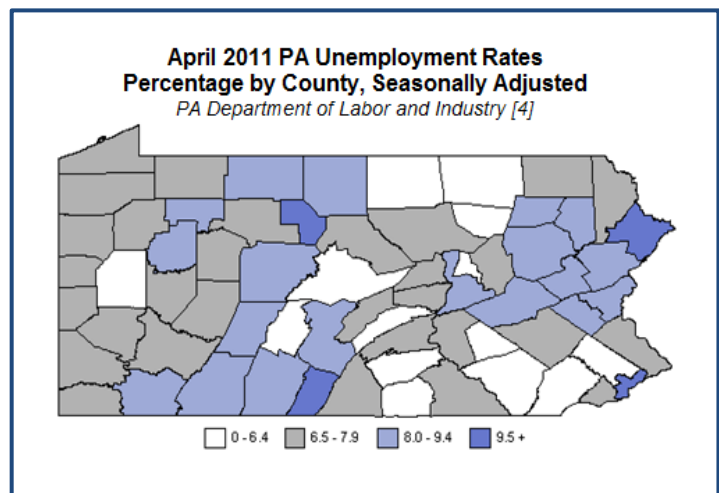 April 2011 PA Unemployment Rates
Percentage by County, Seasonally Adjusted
PA Department of Labor and Industry [4]
0 - 6.4 6.5 - 7.9 8.0 - 9.4 9.5 +